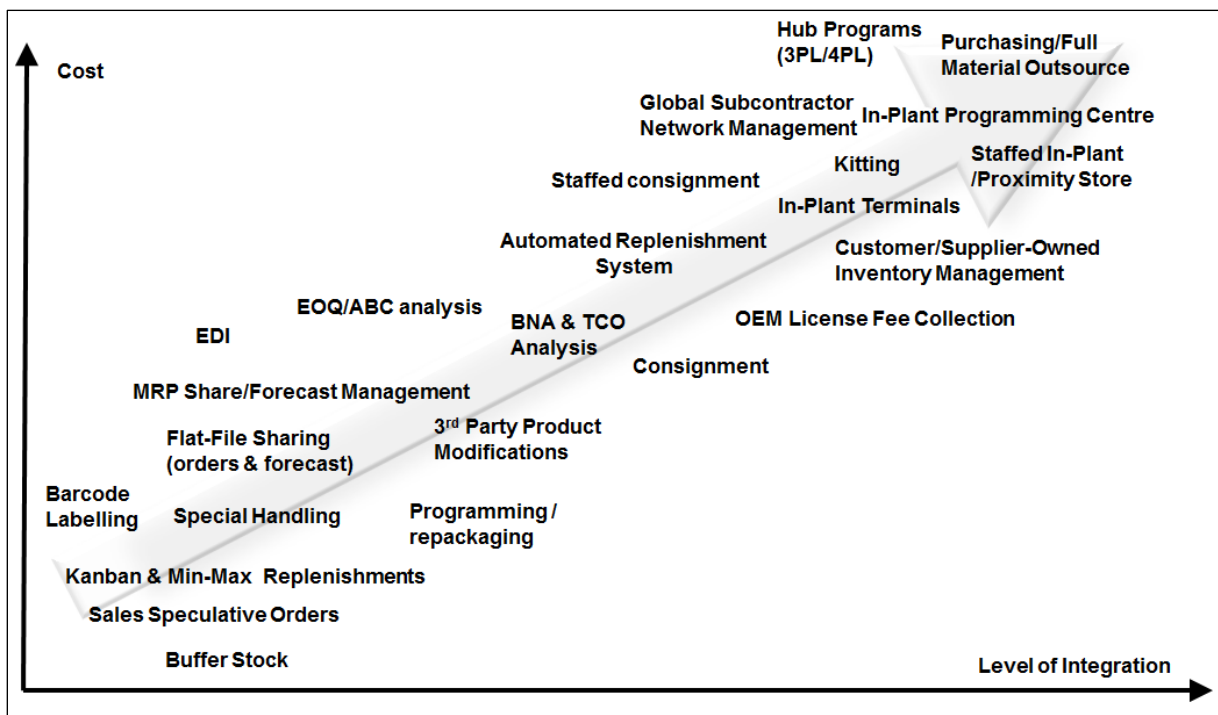 Hub Programs
(3PL/4PL)
Purchasing/Full
Material Outsource
Cost
Global Subcontractor
Network Management
In-Plant Programming Centre
Kitting
Staffed In-Plant
/Proximity Store
Staffed consignment
In-Plant Terminals
Automated Replenishment
System
Customer/Supplier-Owned
Inventory Management
EOQ/ABC analysis
EDI
BNA & TCO
Analysis
OEM License Fee Collection
Consignment
MRP Share/Forecast Management
3rd Party Product
Modifications
Flat-File Sharing
(orders & forecast)
Barcode
Labelling
Special Handling
Programming /
repackaging
Kanban & Min-Max Replenishments
Sales Speculative Orders
Buffer Stock
Level of Integration